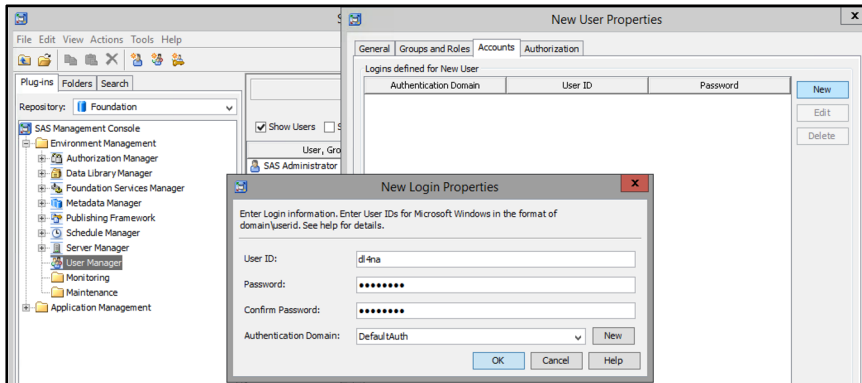 S
File Edit View Actions Tools Help
Plug-ins Folders Search
Repository: Foundation
SAS Management Console
Environment Management
Authorization Manager
Data Library Manager
Foundation Services Manager
Metadata Manager
Publishing Framework
Schedule Manager
Server Manager
User Manager
Monitoring
Maintenance
Application Management
Show Users S
User, Gro
SAS Administrator
New User Properties
x
General Groups and Roles Accounts Authorization
Logins defined for New User
Authentication Domain User ID Password
New
Edit
Delete
New Login Properties
x
Enter Login information. Enter User IDs for Microsoft Windows in the format of
domain\userid. See help for details.
User ID: dl4na
Password: ●●●●●●●●
Confirm Password: ●●●●●●●●
Authentication Domain: DefaultAuth New
OK Cancel Help